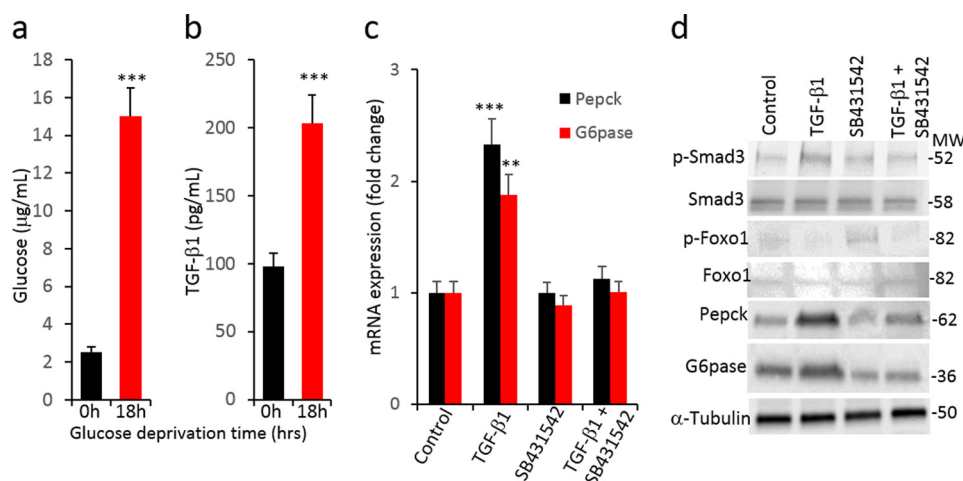 a
b
c
d
18
16
14
12
10
8
6
4
2
0
Glucose (μg/mL)
***
0h
18h
250
200
150
100
50
0
TGF-β1 (pg/mL)
***
0h
18h
Glucose deprivation time (hrs)
3
2
1
0
mRNA expression (fold change)
***
**
Pepck
G6pase
Control
TGF-β1
SB431542
TGF-β1 +
SB431542
Control
TGF-β1
SB431542
TGF-β1 +
SB431542
MW
p-Smad3
-52
Smad3
-58
p-Foxo1
-82
Foxo1
-82
Pepck
-62
G6pase
-36
α-Tubulin
-50